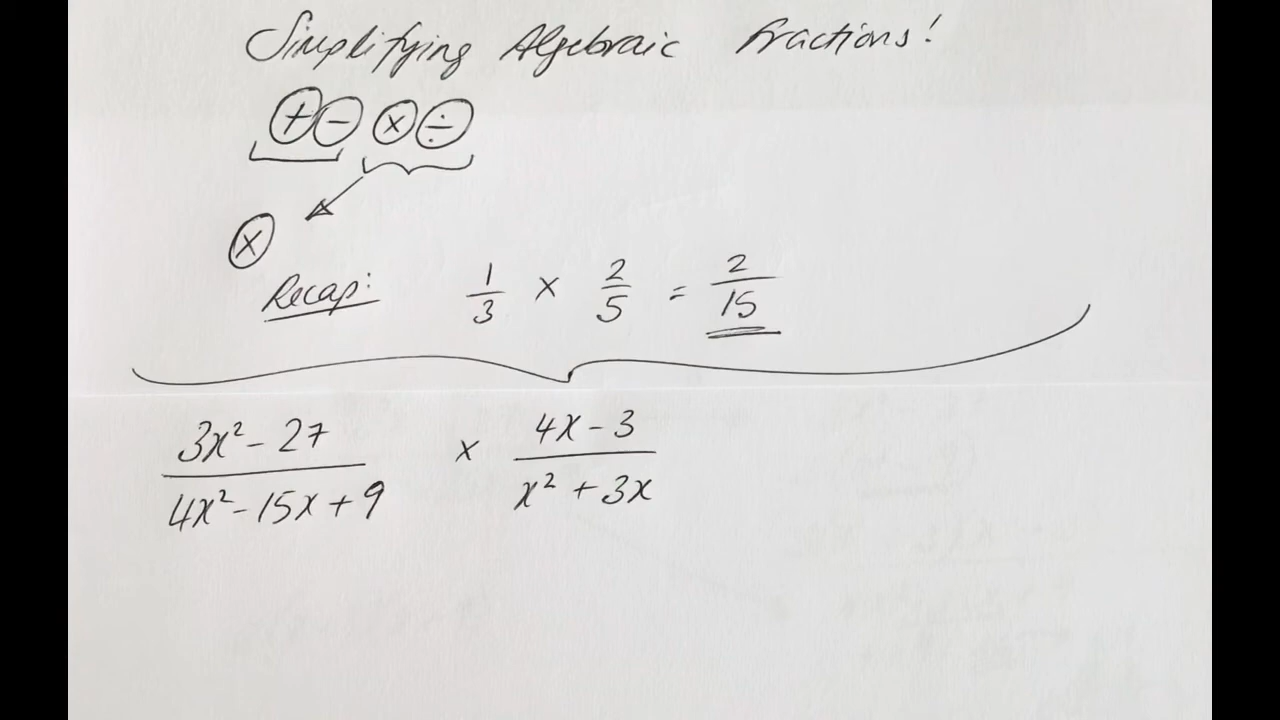 Simplifying Algebraic Fractions!
+ - × ÷
×
Recap: 1/3 × 2/5 = 2/15
3x² - 27 / 4x² - 15x + 9 × 4x - 3 / x² + 3x